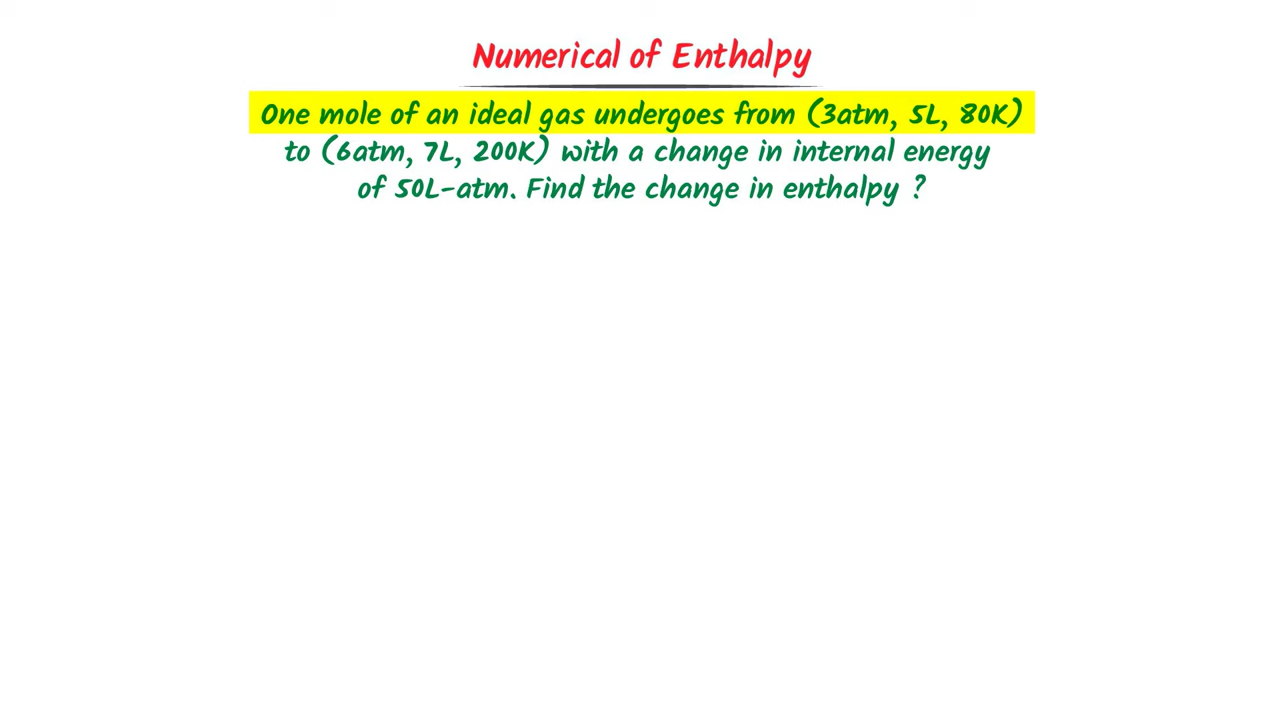 Numerical of Enthalpy
One mole of an ideal gas undergoes from (3atm, 5L, 80K)
to (6atm, 7L, 200K) with a change in internal energy
of 50L-atm. Find the change in enthalpy ?